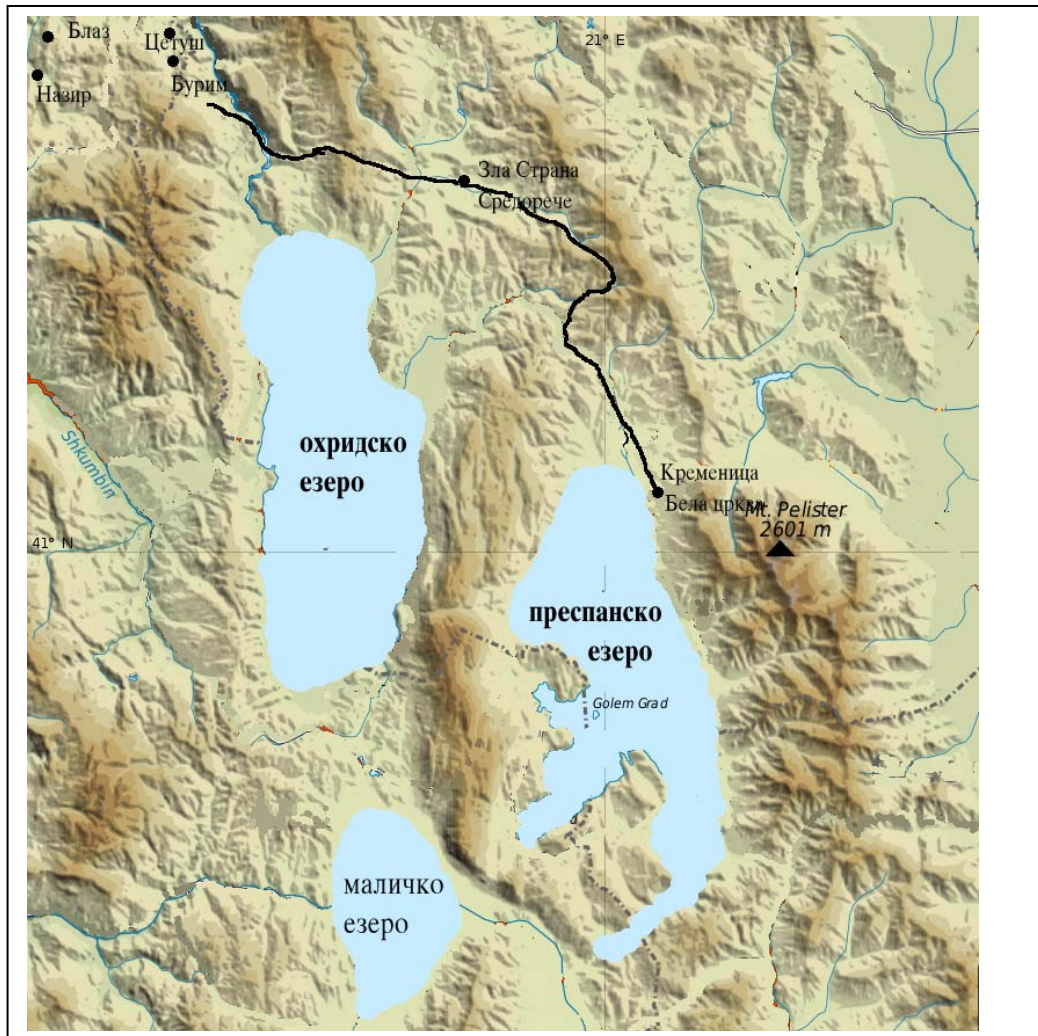 Блаз
Цетуш
21° E
Бурим
Назир
Зла Страна
Средорече
охридско
езеро
Shkumbin
Кременица
Бела црква
Mt. Pelister
2601 m
41° N
преспанско
езеро
Golem Grad
маличко
езеро